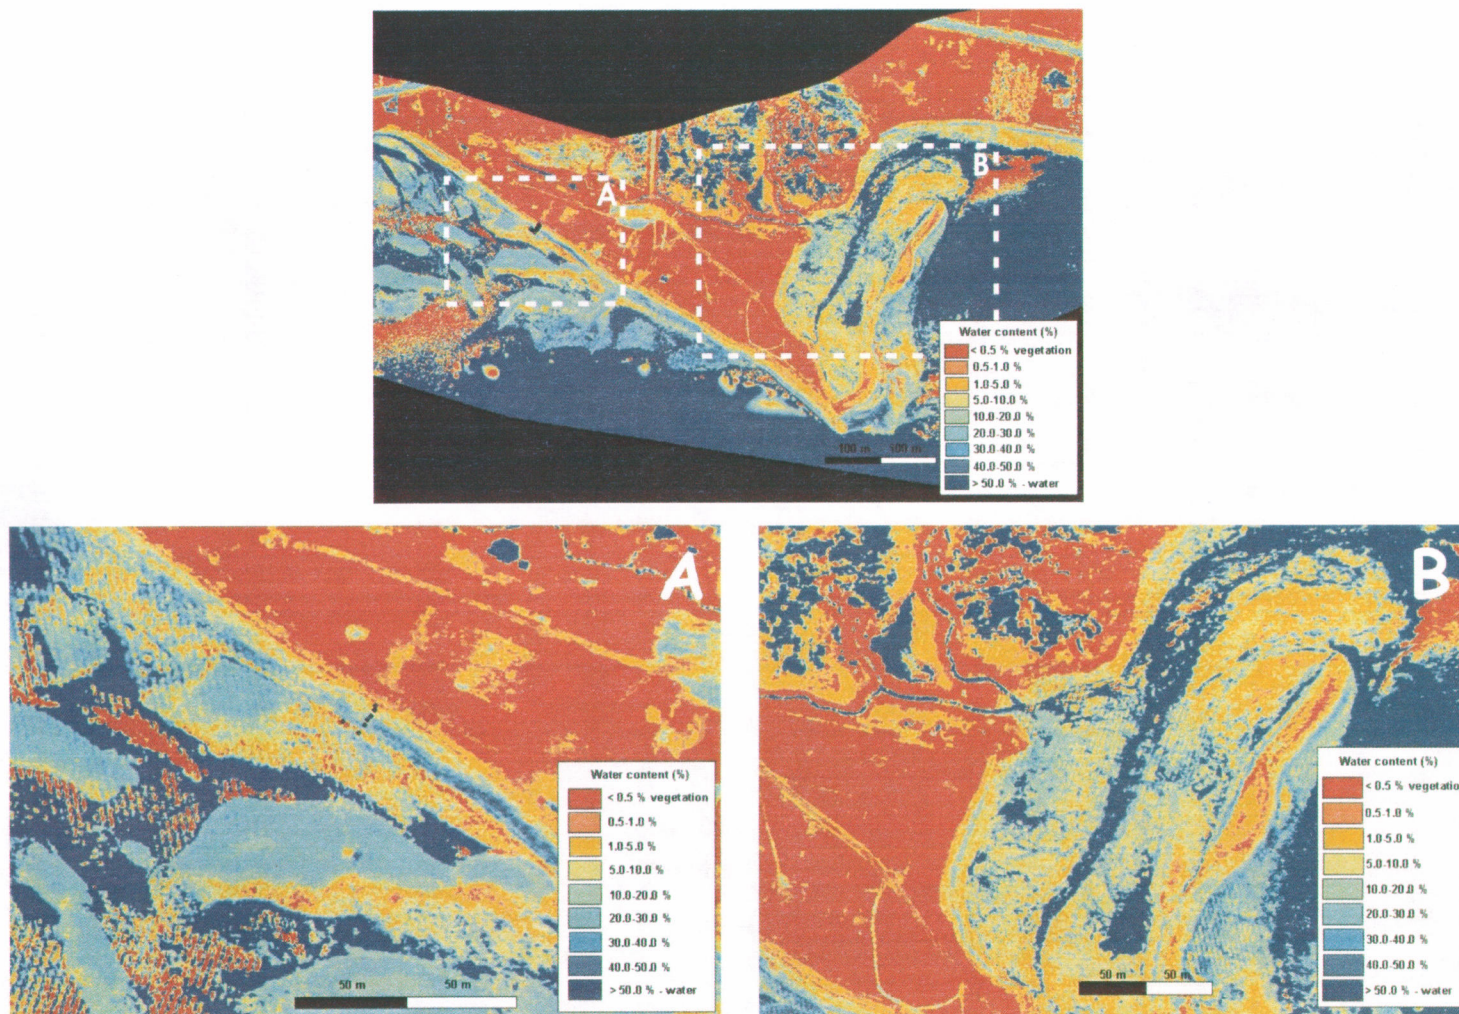 A
B
Water content (%)
< 0.5 % vegetation
0.5-1.0 %
1.0-5.0 %
5.0-10.0 %
10.0-20.0 %
20.0-30.0 %
30.0-40.0 %
40.0-50.0 %
> 50.0 % - water
100 m 100 m
A
Water content (%)
< 0.5 % vegetation
0.5-1.0 %
1.0-5.0 %
5.0-10.0 %
10.0-20.0 %
20.0-30.0 %
30.0-40.0 %
40.0-50.0 %
> 50.0 % - water
50 m 50 m
B
Water content (%)
< 0.5 % vegetation
0.5-1.0 %
1.0-5.0 %
5.0-10.0 %
10.0-20.0 %
20.0-30.0 %
30.0-40.0 %
40.0-50.0 %
> 50.0 % - water
50 m 50 m